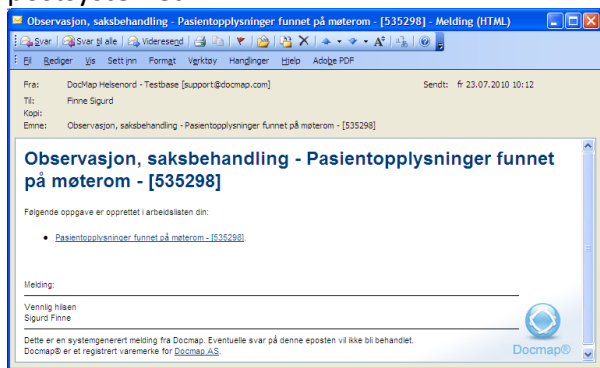 Observasjon, saksbehandling - Pasientopplysninger funnet på møterom - [535298] - Melding (HTML)
Svar Svar til alle Videresend
Fil Rediger Vis Sett inn Format Verktøy Handlinger Hjelp Adobe PDF
Fra: DocMap Helsenord - Testbase [support@docmap.com] Sendt: fr 23.07.2010 10:12
Til: Finne Sigurd
Kopi:
Emne: Observasjon, saksbehandling - Pasientopplysninger funnet på møterom - [535298]
Observasjon, saksbehandling - Pasientopplysninger funnet
på møterom - [535298]
Følgende oppgave er opprettet i arbeidslisten din:
• Pasientopplysninger funnet på møterom - [535298].
Melding:
Vennlig hilsen
Sigurd Finne
Dette er en systemgenerert melding fra Docmap. Eventuelle svar på denne eposten vil ikke bli behandlet.
Docmap® er et registrert varemerke for Docmap AS.
Docmap®